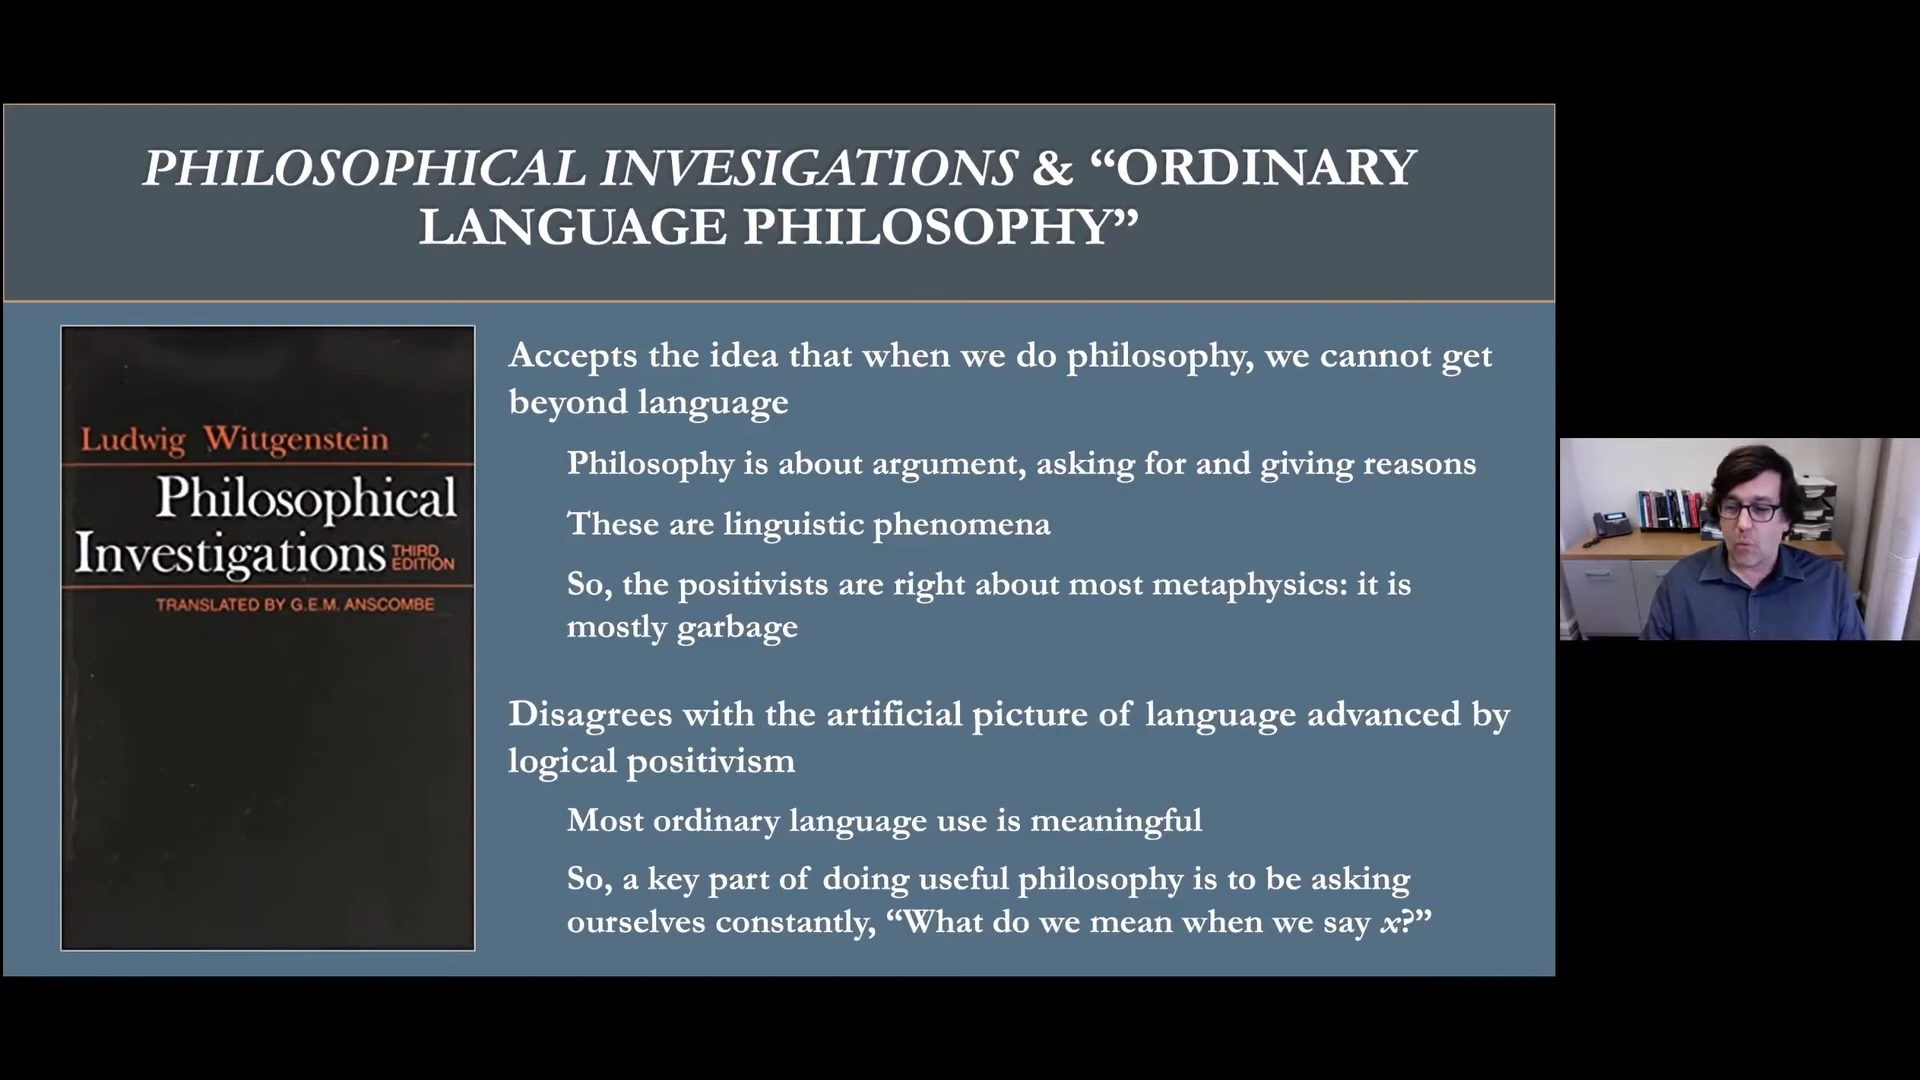 PHILOSOPHICAL INVESIGATIONS & “ORDINARY
LANGUAGE PHILOSOPHY”
Ludwig Wittgenstein
Philosophical
Investigations THIRD EDITION
TRANSLATED BY G.E.M. ANSCOMBE
Accepts the idea that when we do philosophy, we cannot get
beyond language
Philosophy is about argument, asking for and giving reasons
These are linguistic phenomena
So, the positivists are right about most metaphysics: it is
mostly garbage
Disagrees with the artificial picture of language advanced by
logical positivism
Most ordinary language use is meaningful
So, a key part of doing useful philosophy is to be asking
ourselves constantly, “What do we mean when we say x?”